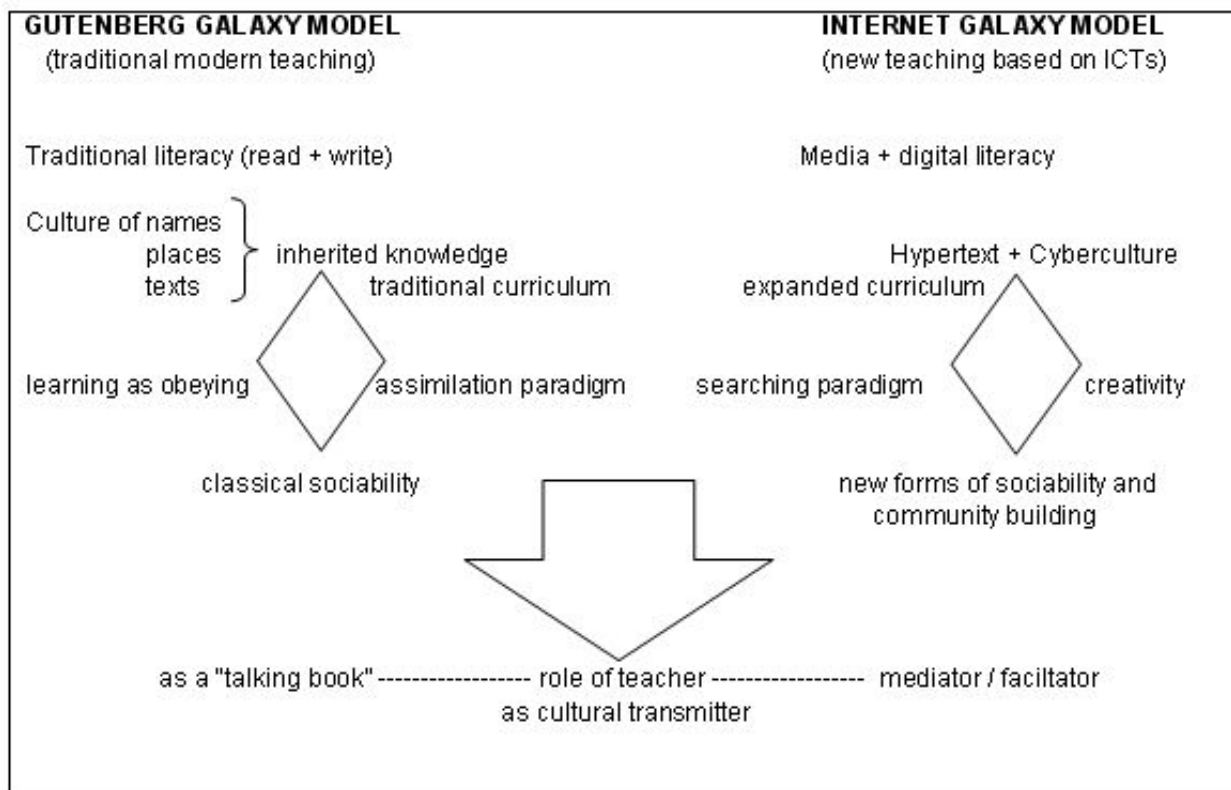 GUTENBERG GALAXY MODEL
(traditional modern teaching)
Traditional literacy (read + write)
Culture of names
places
texts
inherited knowledge
traditional curriculum
learning as obeying
assimilation paradigm
classical sociability
INTERNET GALAXY MODEL
(new teaching based on ICTs)
Media + digital literacy
Hypertext + Cyberculture
expanded curriculum
searching paradigm
creativity
new forms of sociability and
community building
as a "talking book" ----------------- role of teacher ----------------- mediator / faciltator
as cultural transmitter